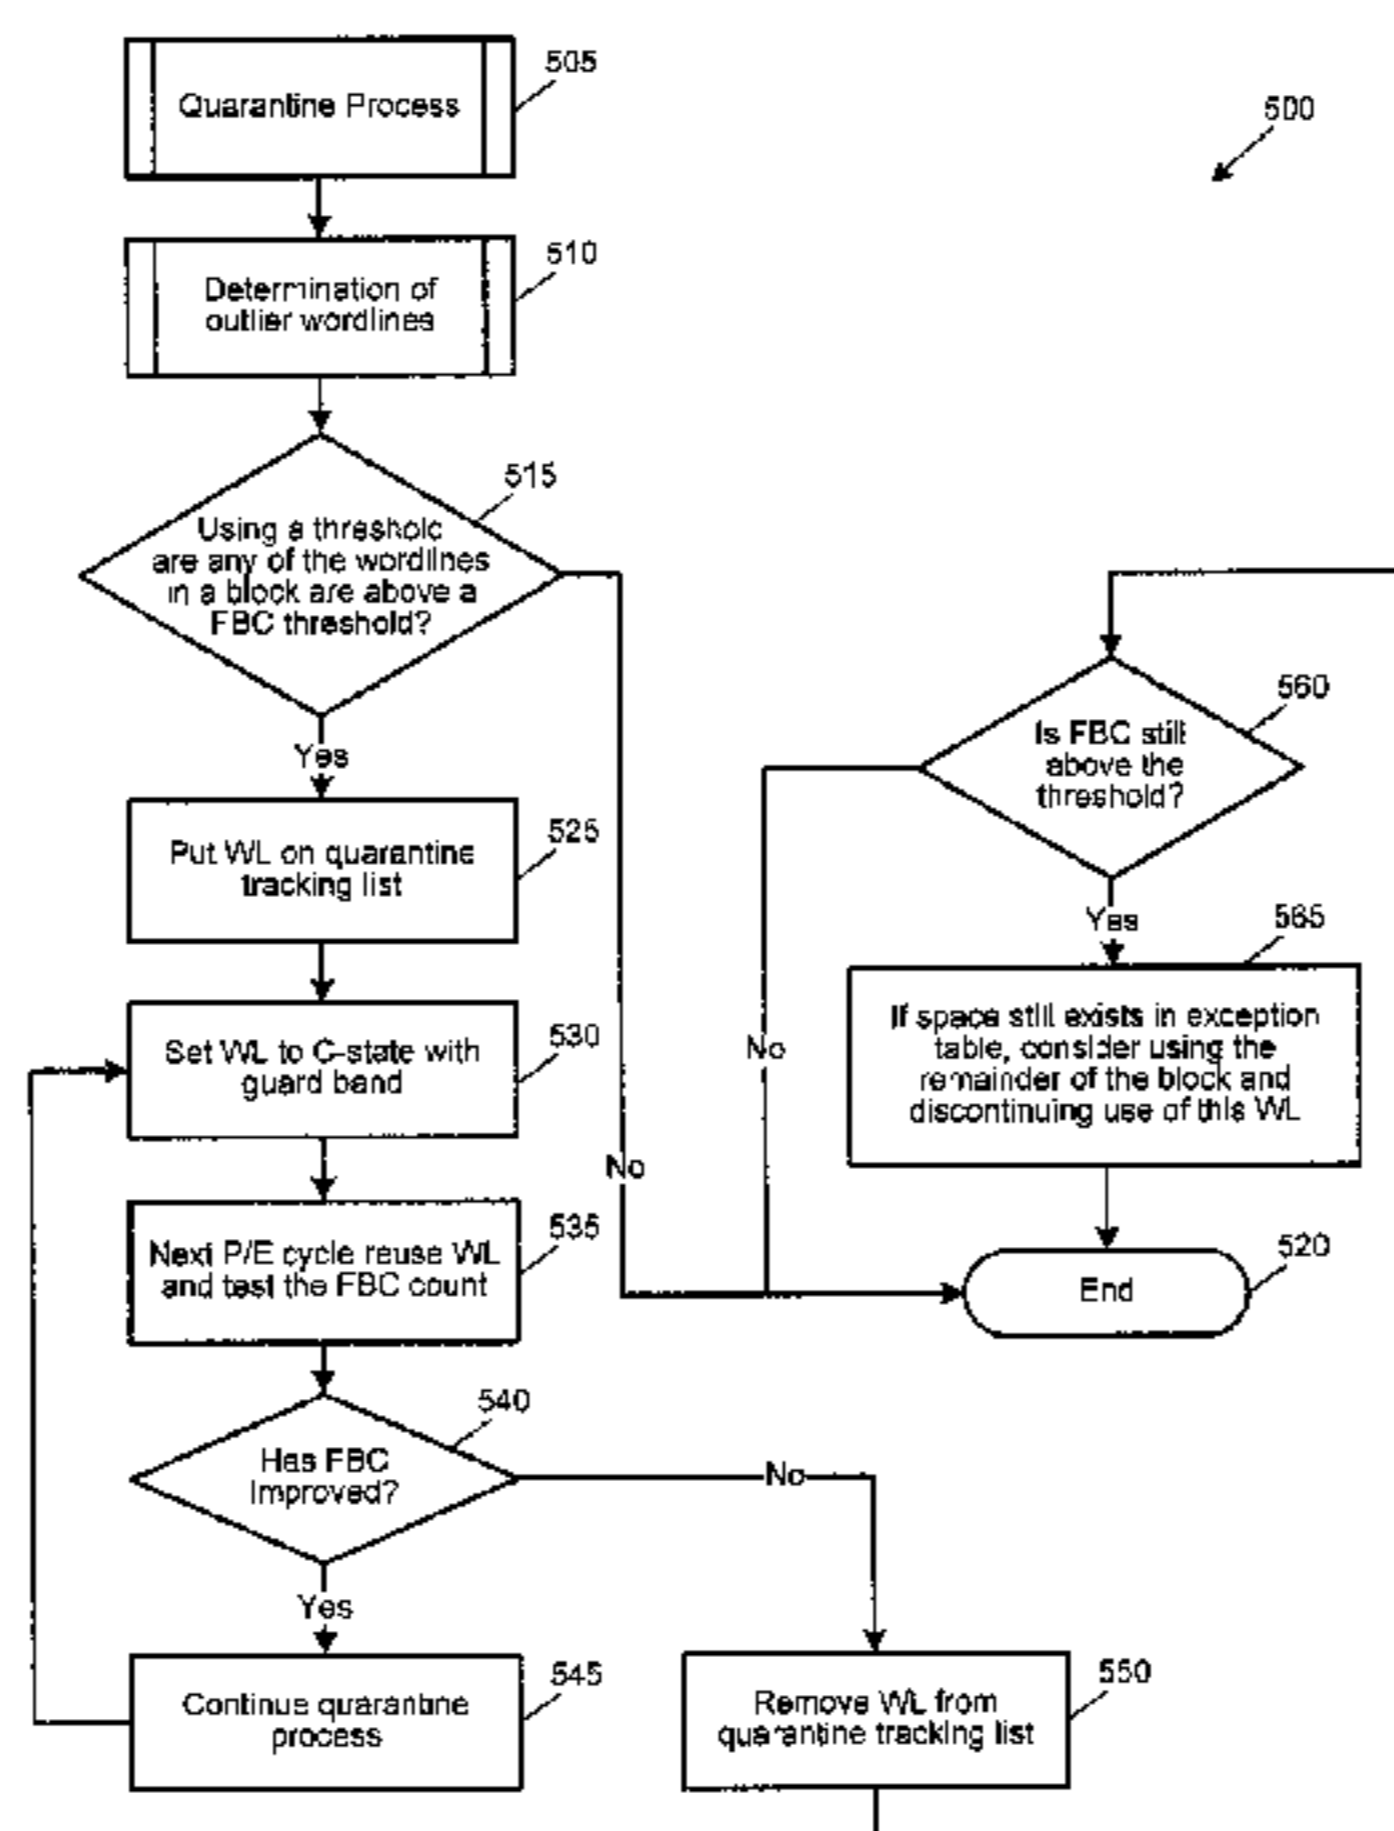 505
Quarantine Process
500
510
Determination of
outlier wordlines
515
Using a threshold
are any of the wordlines
in a block are above a
FBC threshold?
Yes
No
525
Put WL on quarantine
tracking list
530
Set WL to C-state with
guard band
535
Next P/E cycle reuse WL
and test the FBC count
540
Has FBC
Improved?
No
Yes
545
Continue quarantine
process
550
Remove WL from
quarantine tracking list
560
Is FBC still
above the
threshold?
No
Yes
565
If space still exists in exception
table, consider using the
remainder of the block and
discontinuing use of this WL
520
End